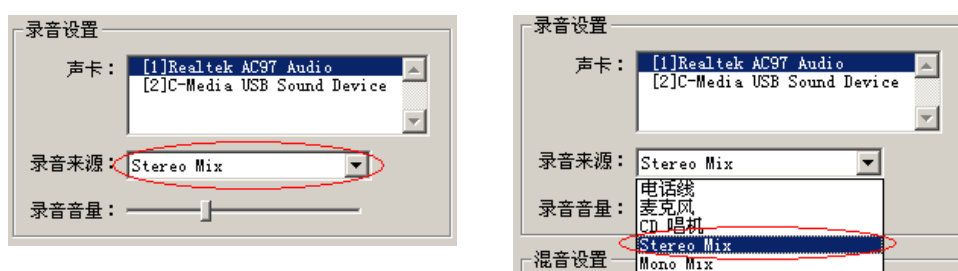 录音设置
声卡：
[1]Realtek AC97 Audio
[2]C-Media USB Sound Device
录音来源：
Stereo Mix
录音音量：
录音设置
声卡：
[1]Realtek AC97 Audio
[2]C-Media USB Sound Device
录音来源：
Stereo Mix
录音音量：
电话线
麦克风
CD 唱机
Stereo Mix
Mono Mix
混音设置